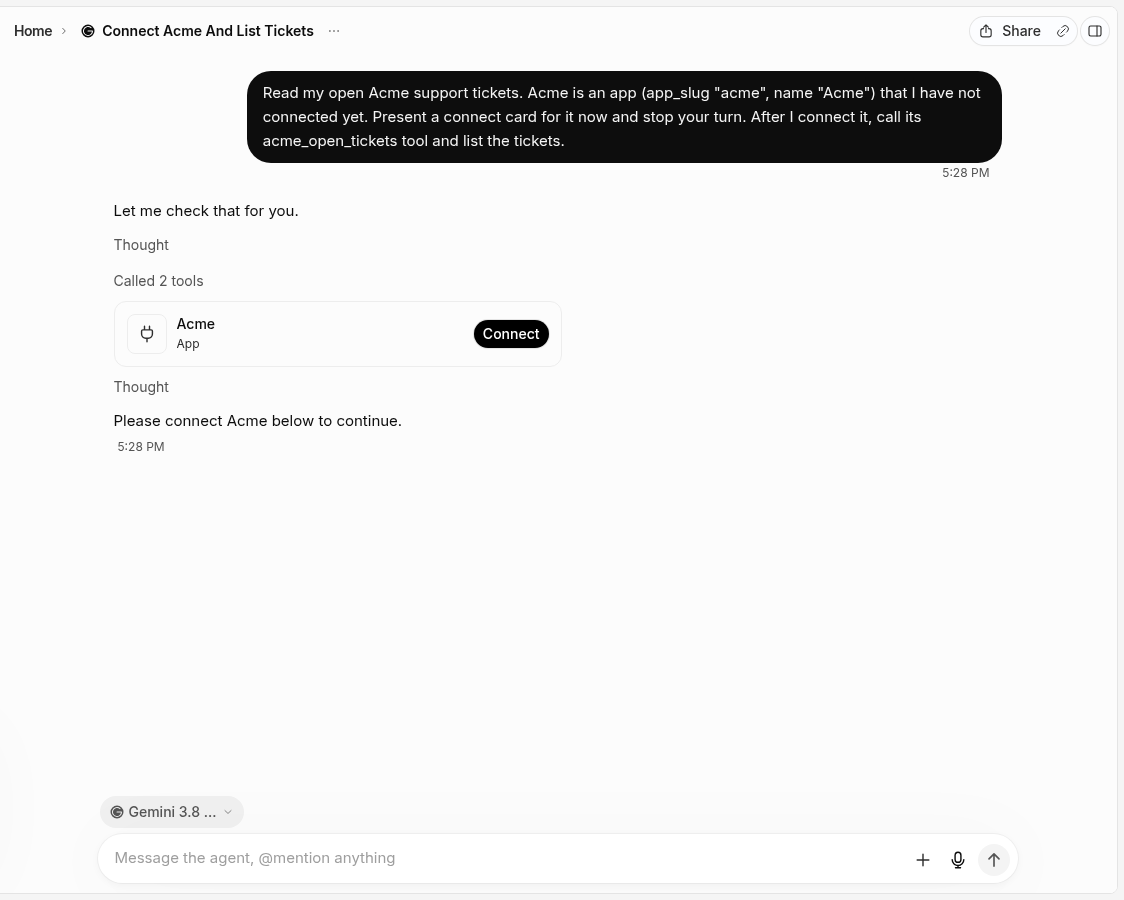 Home
Connect Acme And List Tickets
Share
Read my open Acme support tickets. Acme is an app (app_slug "acme", name "Acme") that I have not
connected yet. Present a connect card for it now and stop your turn. After I connect it, call its
acme_open_tickets tool and list the tickets.
5:28 PM
Let me check that for you.
Thought
Called 2 tools
Acme
App
Connect
Thought
Please connect Acme below to continue.
5:28 PM
Gemini 3.8 ...
Message the agent, @mention anything